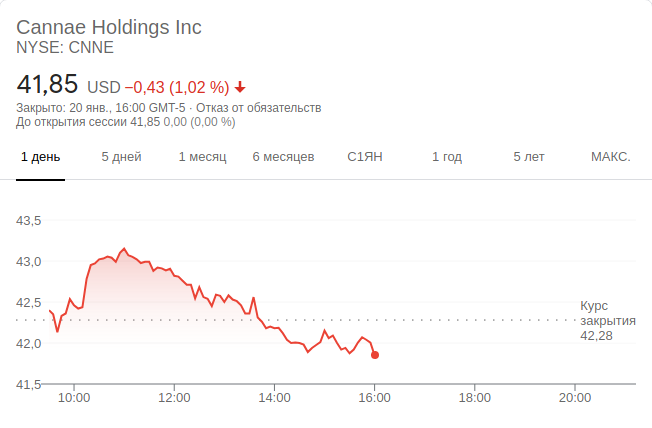 Cannae Holdings Inc
NYSE: CNNE
41,85 USD −0,43 (1,02 %)
Закрыто: 20 янв., 16:00 GMT-5 · Отказ от обязательств
До открытия сессии 41,85 0,00 (0,00 %)
1 день 5 дней 1 месяц 6 месяцев С1ЯН 1 год 5 лет МАКС.
43,5
43,0
42,5
42,0
41,5
Курс
закрытия
42,28
10:00 12:00 14:00 16:00 18:00 20:00